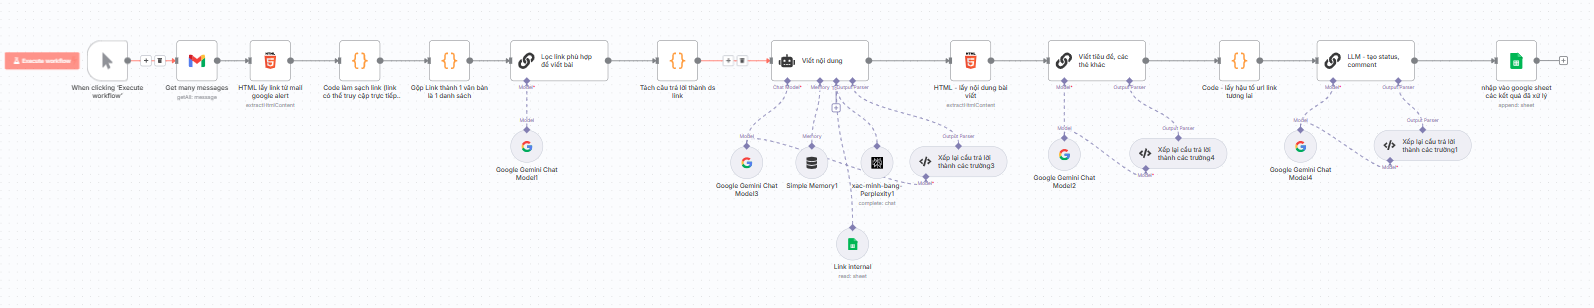 Execute workflow
When clicking 'Execute
workflow'
Get many messages
getAll: message
HTML lấy link từ mail
google alert
extractHtmlContent
Code làm sạch link (link
có thể truy cập trực tiếp..
Gộp Link thành 1 văn bản
là 1 danh sách
Lọc link phù hợp
để viết bài
Model*
Model
Google Gemini Chat
Model1
Tách câu trả lời thành ds
link
Viết nội dung
Chat Model*
Memory
Output Parser
Model
Google Gemini Chat
Model3
Memory
Simple Memory1
xac-minh-bang-
Perplexity1
complete: chat
Output Parser
Xếp lại cầu trả lời
thành các trường3
Model*
Link internal
read: sheet
HTML - lấy nội dung bài
viết
extractHtmlContent
Viết tiêu đề, các
thẻ khác
Model*
Output Parser
Model
Google Gemini Chat
Model2
Output Parser
Xếp lại cầu trả lời
thành các trường4
Model*
Code - lấy hậu tố url link
tương lai
LLM - tạo status,
comment
Model*
Output Parser
Model
Google Gemini Chat
Model4
Output Parser
Xếp lại cầu trả lời
thành các trường1
Model*
nhập vào google sheet
các kết quả đã xử lý
append: sheet